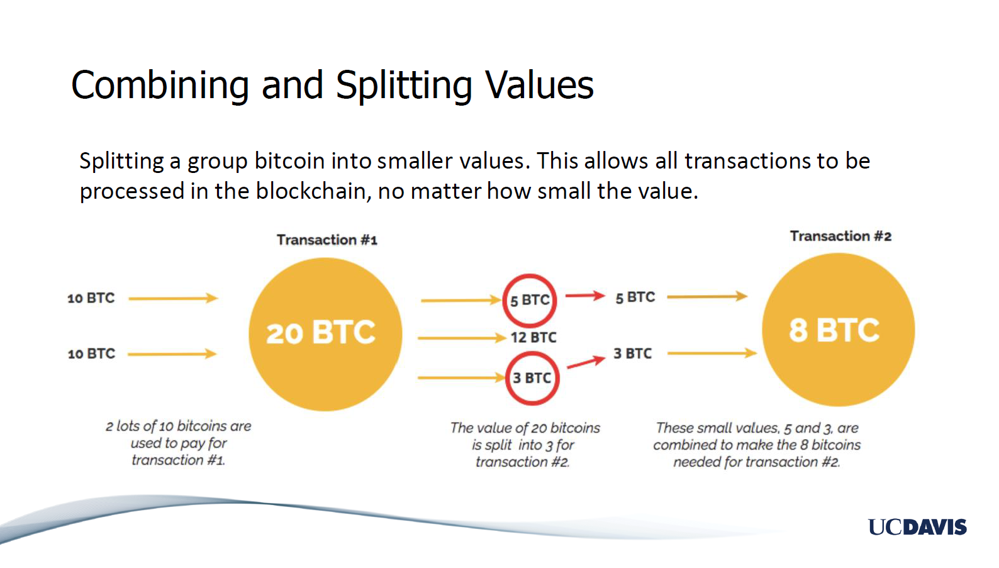 Combining and Splitting Values
Splitting a group bitcoin into smaller values. This allows all transactions to be
processed in the blockchain, no matter how small the value.
Transaction #1
Transaction #2
10 BTC
10 BTC
20 BTC
5 BTC
12 BTC
3 BTC
5 BTC
3 BTC
8 BTC
2 lots of 10 bitcoins are
used to pay for
transaction #1.
The value of 20 bitcoins
is split into 3 for
transaction #2.
These small values, 5 and 3, are
combined to make the 8 bitcoins
needed for transaction #2.
UCDAVIS